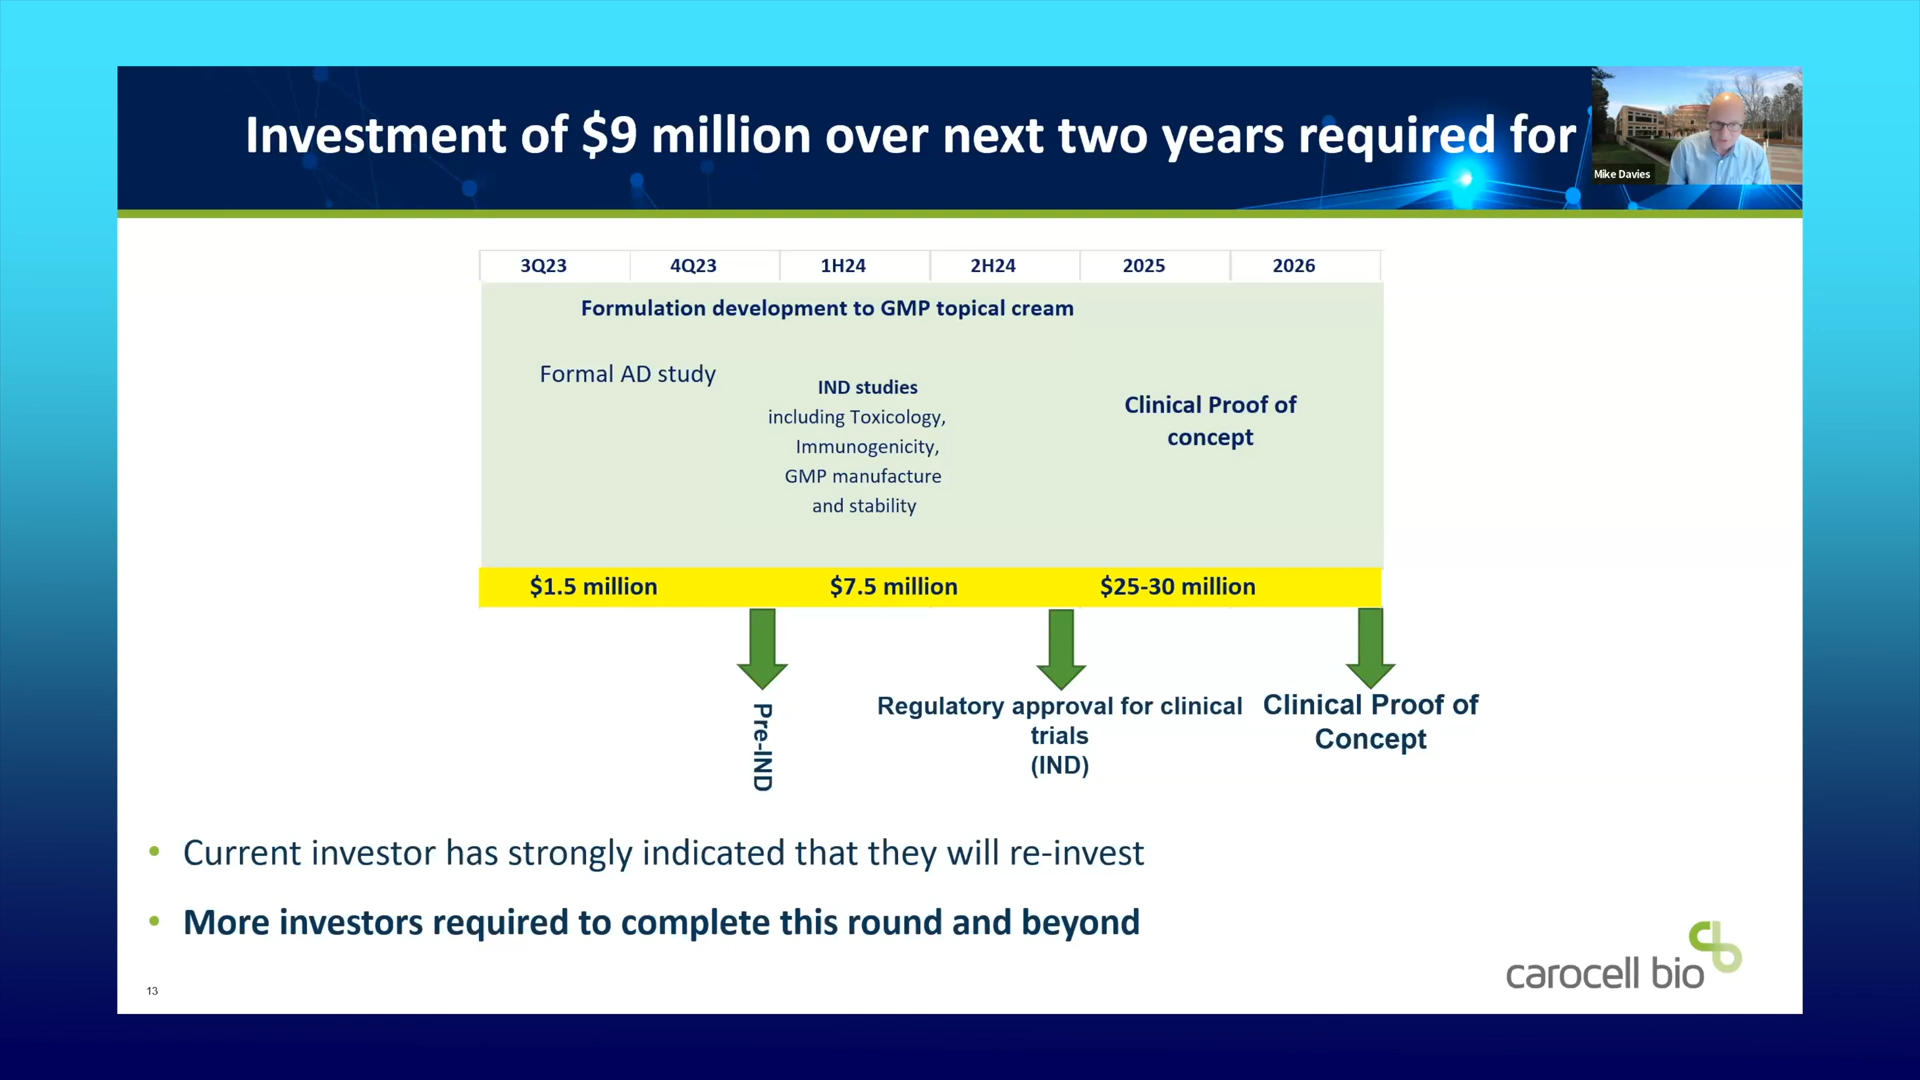 Investment of $9 million over next two years required for
Mike Davies
3Q23 4Q23 1H24 2H24 2025 2026
Formulation development to GMP topical cream
Formal AD study
IND studies
including Toxicology,
Immunogenicity,
GMP manufacture
and stability
Clinical Proof of
concept
$1.5 million $7.5 million $25-30 million
Pre-IND
Regulatory approval for clinical
trials
(IND)
Clinical Proof of
Concept
• Current investor has strongly indicated that they will re-invest
• More investors required to complete this round and beyond
carocell bio
13